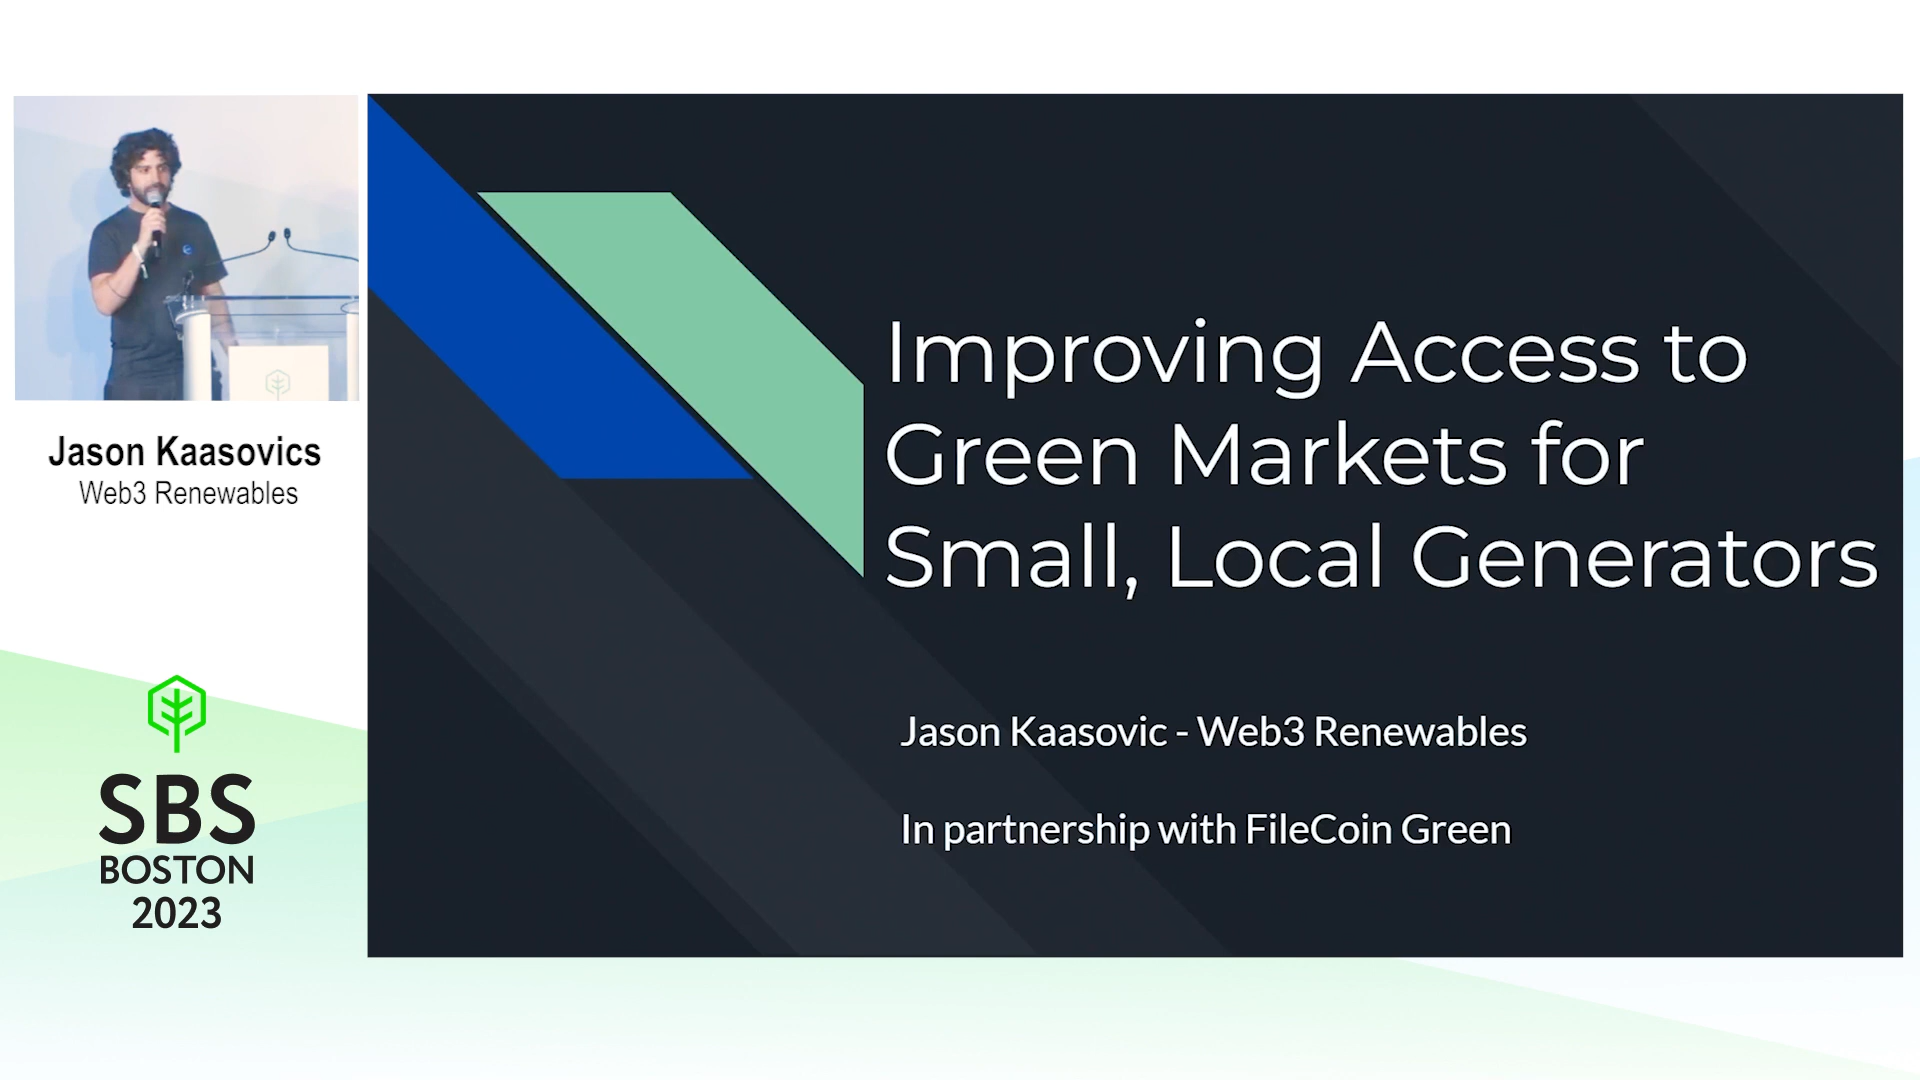 Jason Kaasovics
Web3 Renewables
SBS
BOSTON
2023
Improving Access to
Green Markets for
Small, Local Generators
Jason Kaasovic - Web3 Renewables
In partnership with FileCoin Green